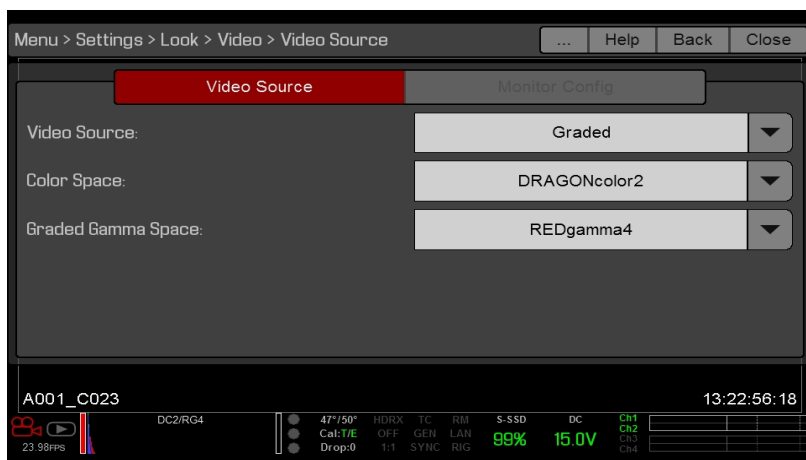 Menu > Settings > Look > Video > Video Source
... Help Back Close
Video Source Monitor Config
Video Source: Graded
Color Space: DRAGONcolor2
Graded Gamma Space: REDgamma4
A001_C023 13:22:56:18
DC2/RG4 47°/50° HDRX TC RM S-SSD DC Ch1
Cal:T/E OFF GEN LAN 99% 15.0V Ch2
23.98FPS Drop:0 1:1 SYNC RIG Ch3
Ch4